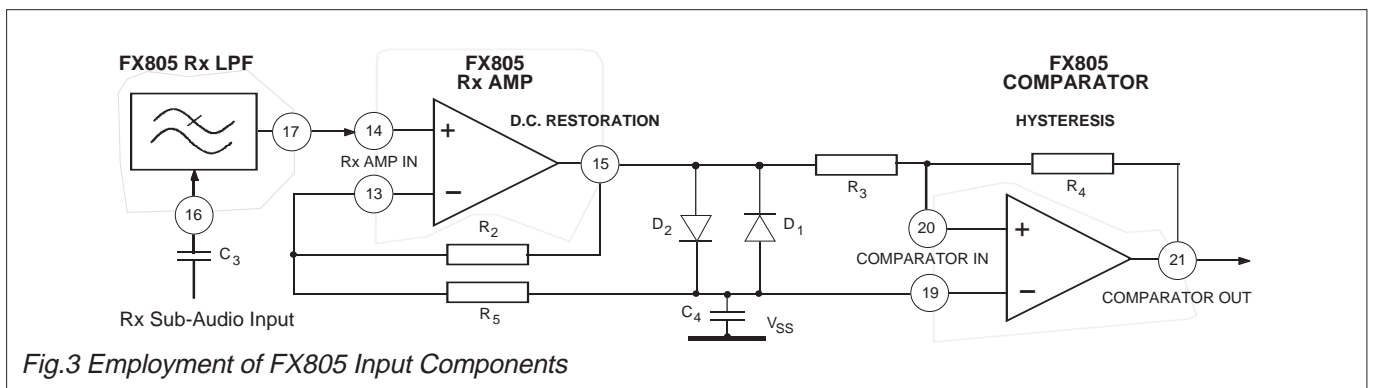 FX805 Rx LPF
FX805
Rx AMP
FX805
COMPARATOR
D.C. RESTORATION
HYSTERESIS
17
14
+
Rx AMP IN
15
13
−
16
C3
R2
R5
Rx Sub-Audio Input
D2
D1
C4
VSS
R3
R4
20
+
COMPARATOR IN
19
−
21
COMPARATOR OUT
Fig.3 Employment of FX805 Input Components